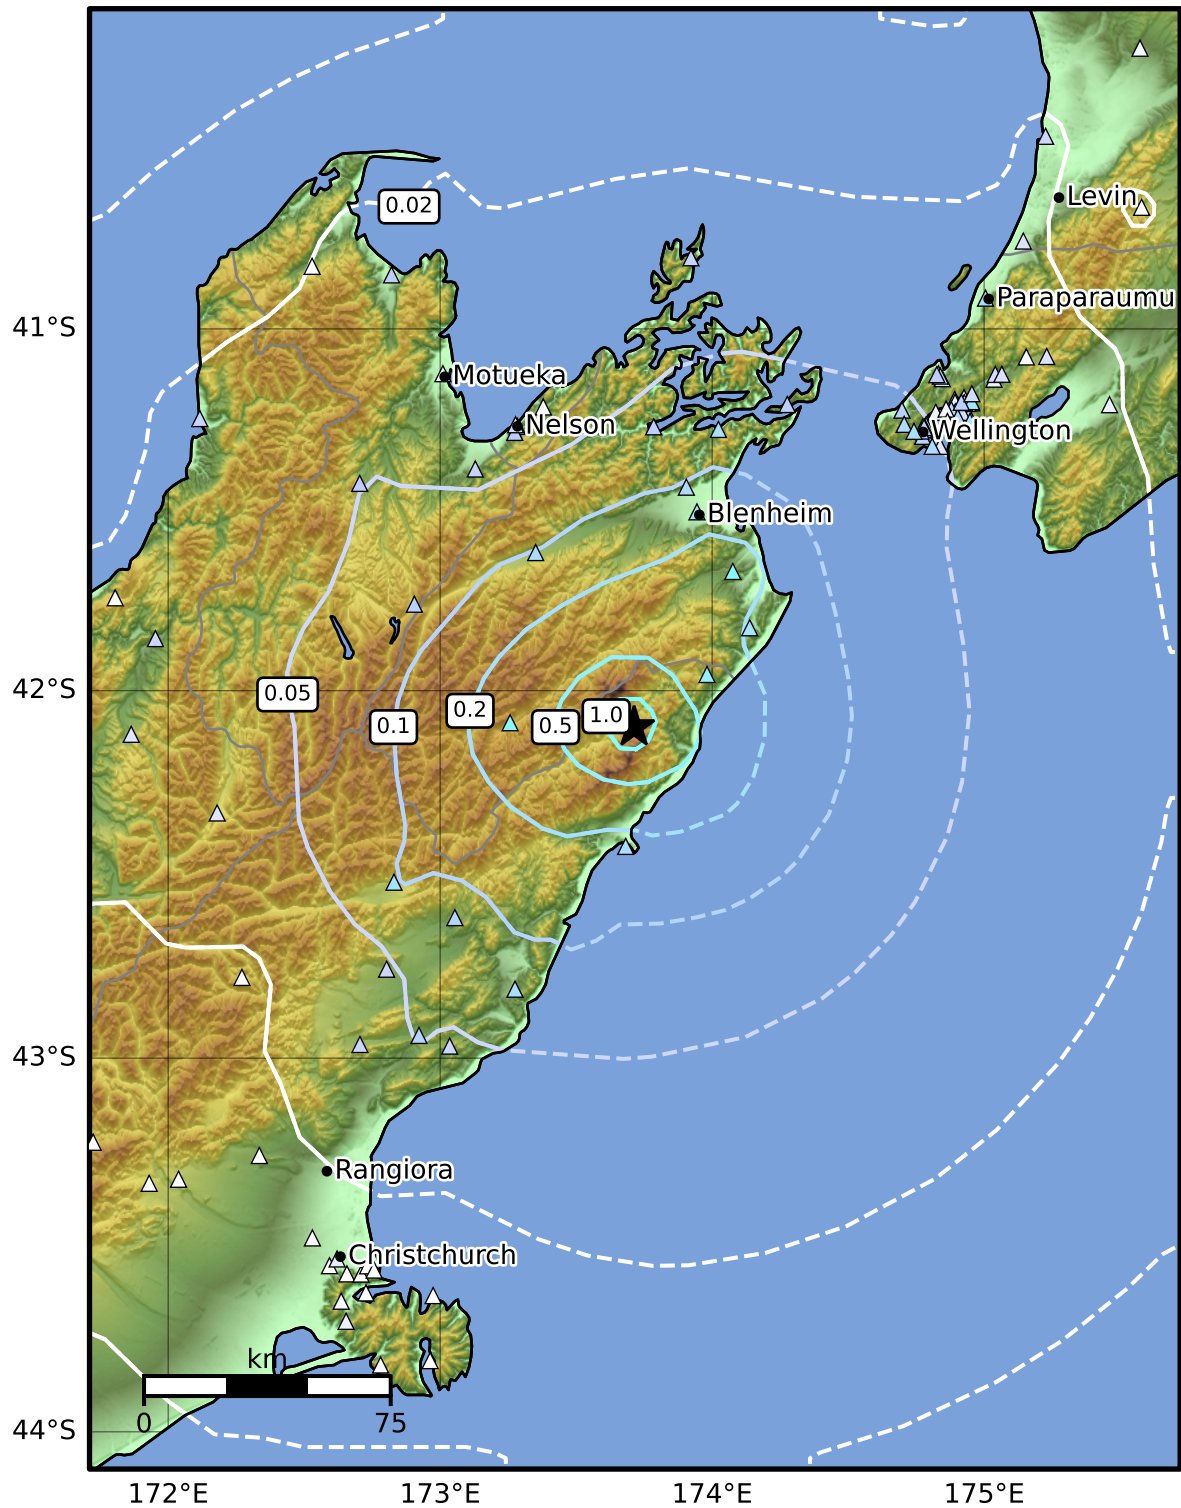 Levin
0.02
Paraparaumu
41°S
Motueka
Nelson
Wellington
Blenheim
42°S
0.05
0.1
0.2
0.5
1.0
43°S
Rangiora
Christchurch
km
0
75
44°S
172°E
173°E
174°E
175°E